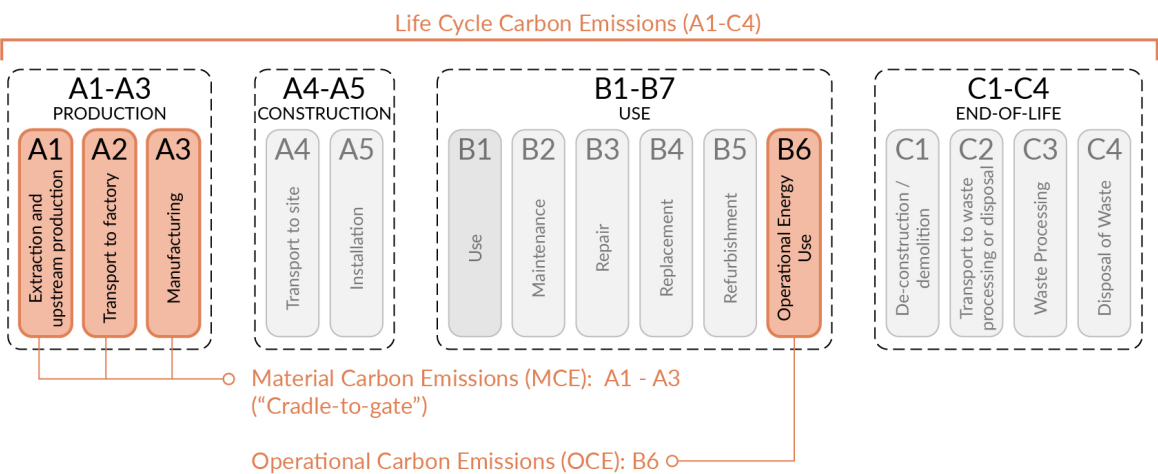 Life Cycle Carbon Emissions (A1-C4)
A1-A3
PRODUCTION
A1
Extraction and
upstream production
A2
Transport to factory
A3
Manufacturing
A4-A5
CONSTRUCTION
A4
Transport to site
A5
Installation
B1-B7
USE
B1
Use
B2
Maintenance
B3
Repair
B4
Replacement
B5
Refurbishment
B6
Operational Energy
Use
C1-C4
END-OF-LIFE
C1
De-construction /
demolition
C2
Transport to waste
processing or disposal
C3
Waste Processing
C4
Disposal of Waste
Material Carbon Emissions (MCE): A1 - A3
(“Cradle-to-gate”)
Operational Carbon Emissions (OCE): B6